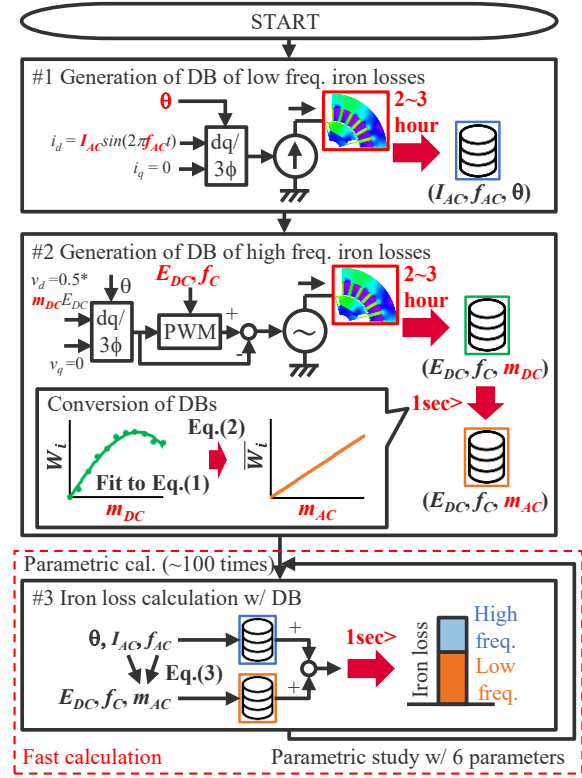 START
#1 Generation of DB of low freq. iron losses
θ
2~3
hour
i_d = I_AC sin(2πf_AC t)
i_q = 0
dq/
3ϕ
(I_AC, f_AC, θ)
#2 Generation of DB of high freq. iron losses
v_d=0.5*
m_DC E_DC
θ
E_DC, f_C
2~3
hour
dq/
3ϕ
PWM
+
-
v_q=0
(E_DC, f_C, m_DC)
1sec>
(E_DC, f_C, m_AC)
Conversion of DBs
W_i
Fit to Eq.(1)
m_DC
Eq.(2)
W̅_i
m_AC
Parametric cal. (~100 times)
#3 Iron loss calculation w/ DB
θ, I_AC, f_AC
Eq.(3)
E_DC, f_C, m_AC
+
+
1sec>
Iron loss
High
freq.
Low
freq.
Fast calculation
Parametric study w/ 6 parameters